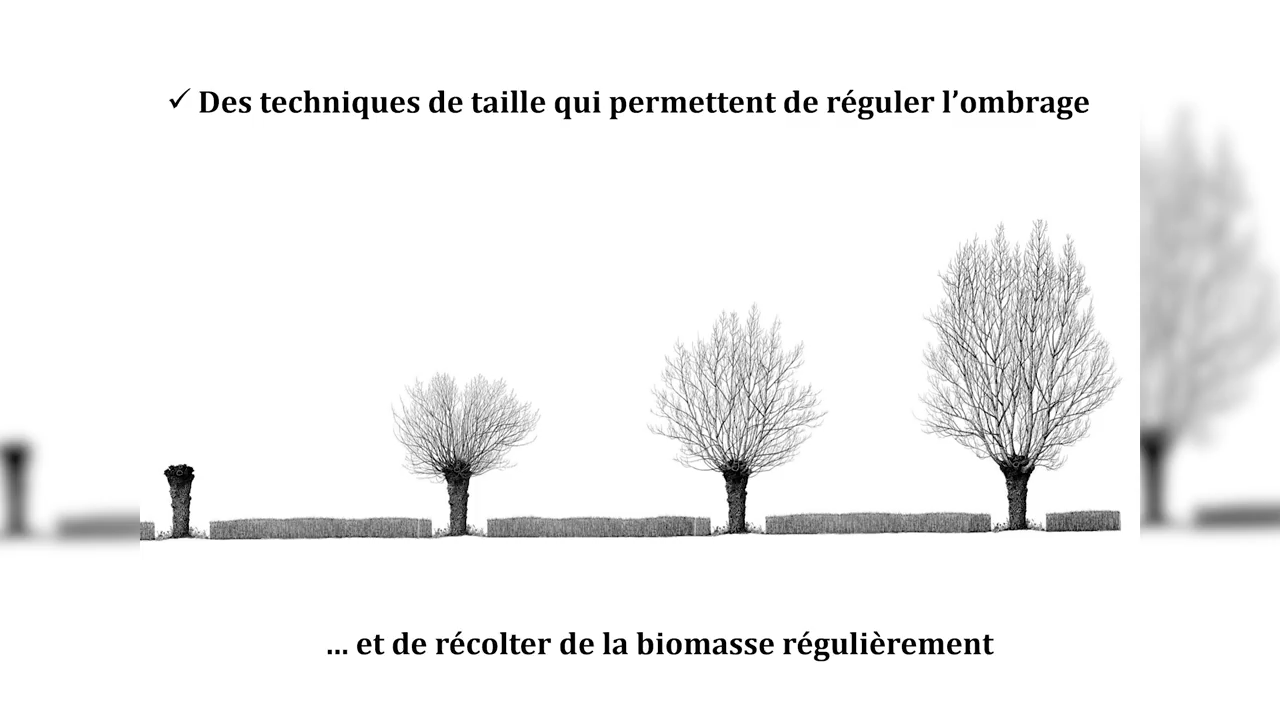 ✓ Des techniques de taille qui permettent de réguler l’ombrage
... et de récolter de la biomasse régulièrement